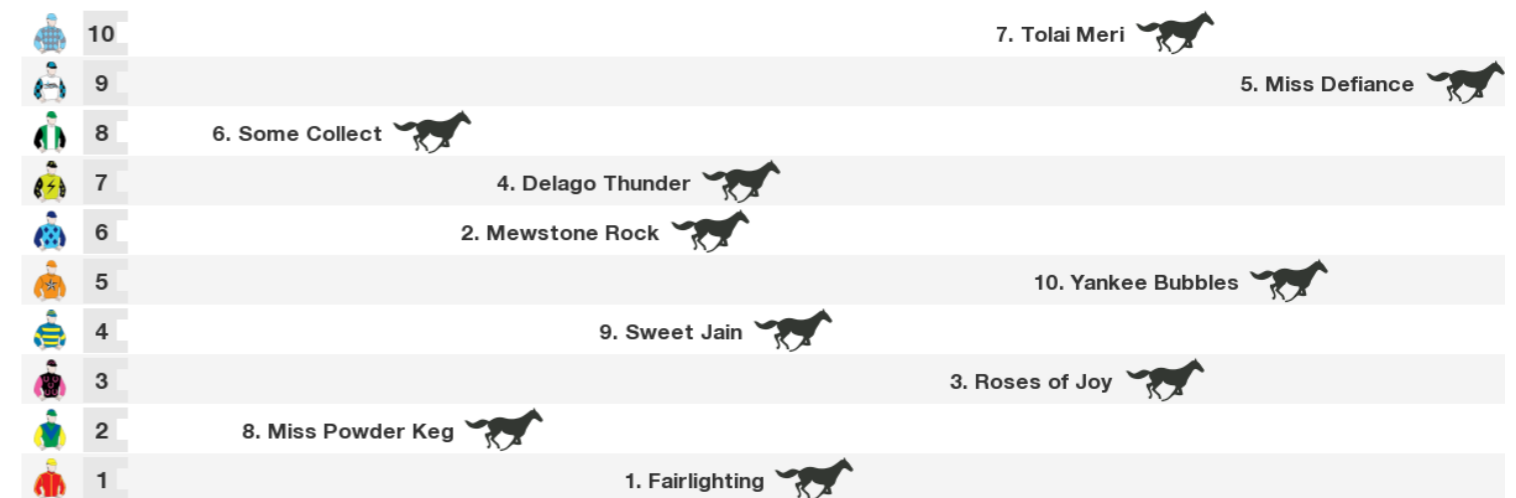 10 7. Tolai Meri
9 5. Miss Defiance
8 6. Some Collect
7 4. Delago Thunder
6 2. Mewstone Rock
5 10. Yankee Bubbles
4 9. Sweet Jain
3 3. Roses of Joy
2 8. Miss Powder Keg
1 1. Fairlighting